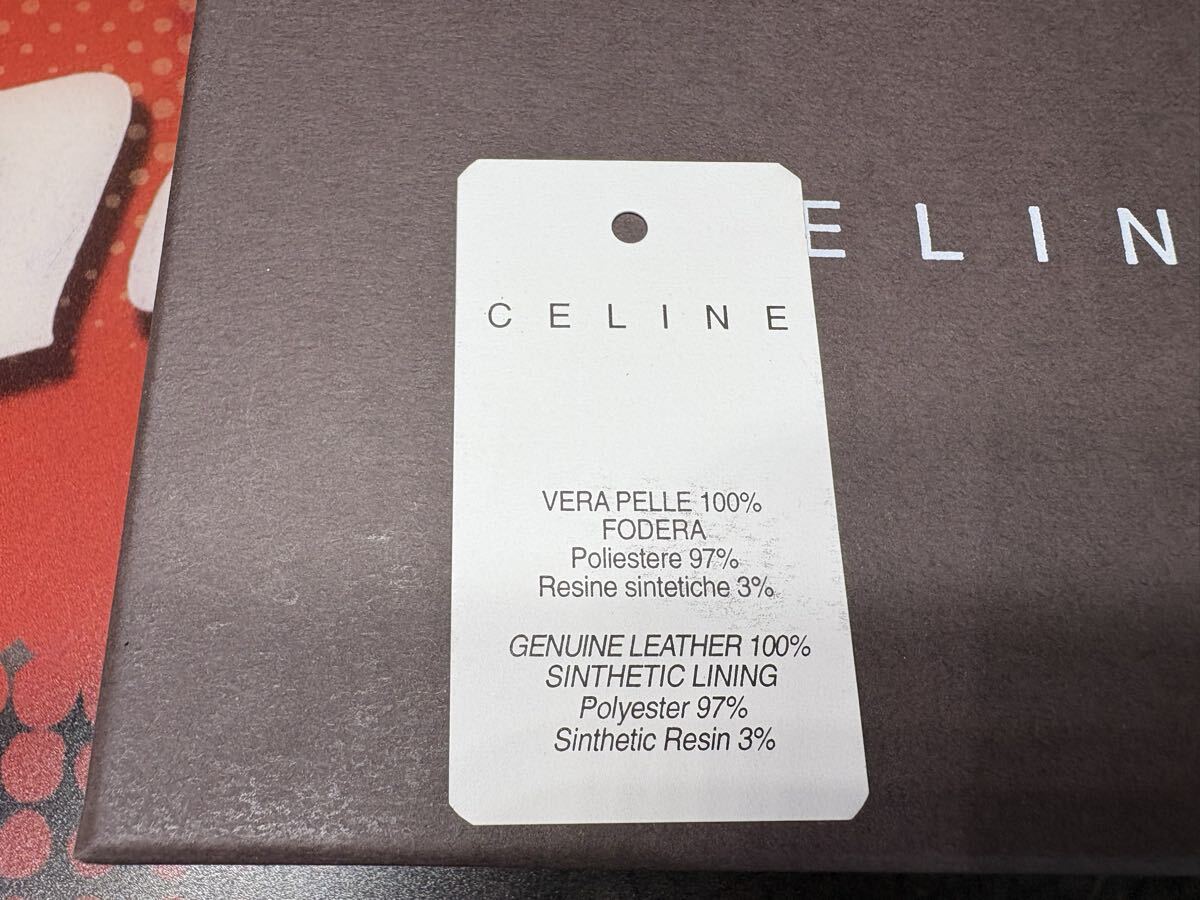 CELINE
ELIN
VERA PELLE 100%
FODERA
Poliestere 97%
Resine sintetiche 3%
GENUINE LEATHER 100%
SINTHETIC LINING
Polyester 97%
Sinthetic Resin 3%